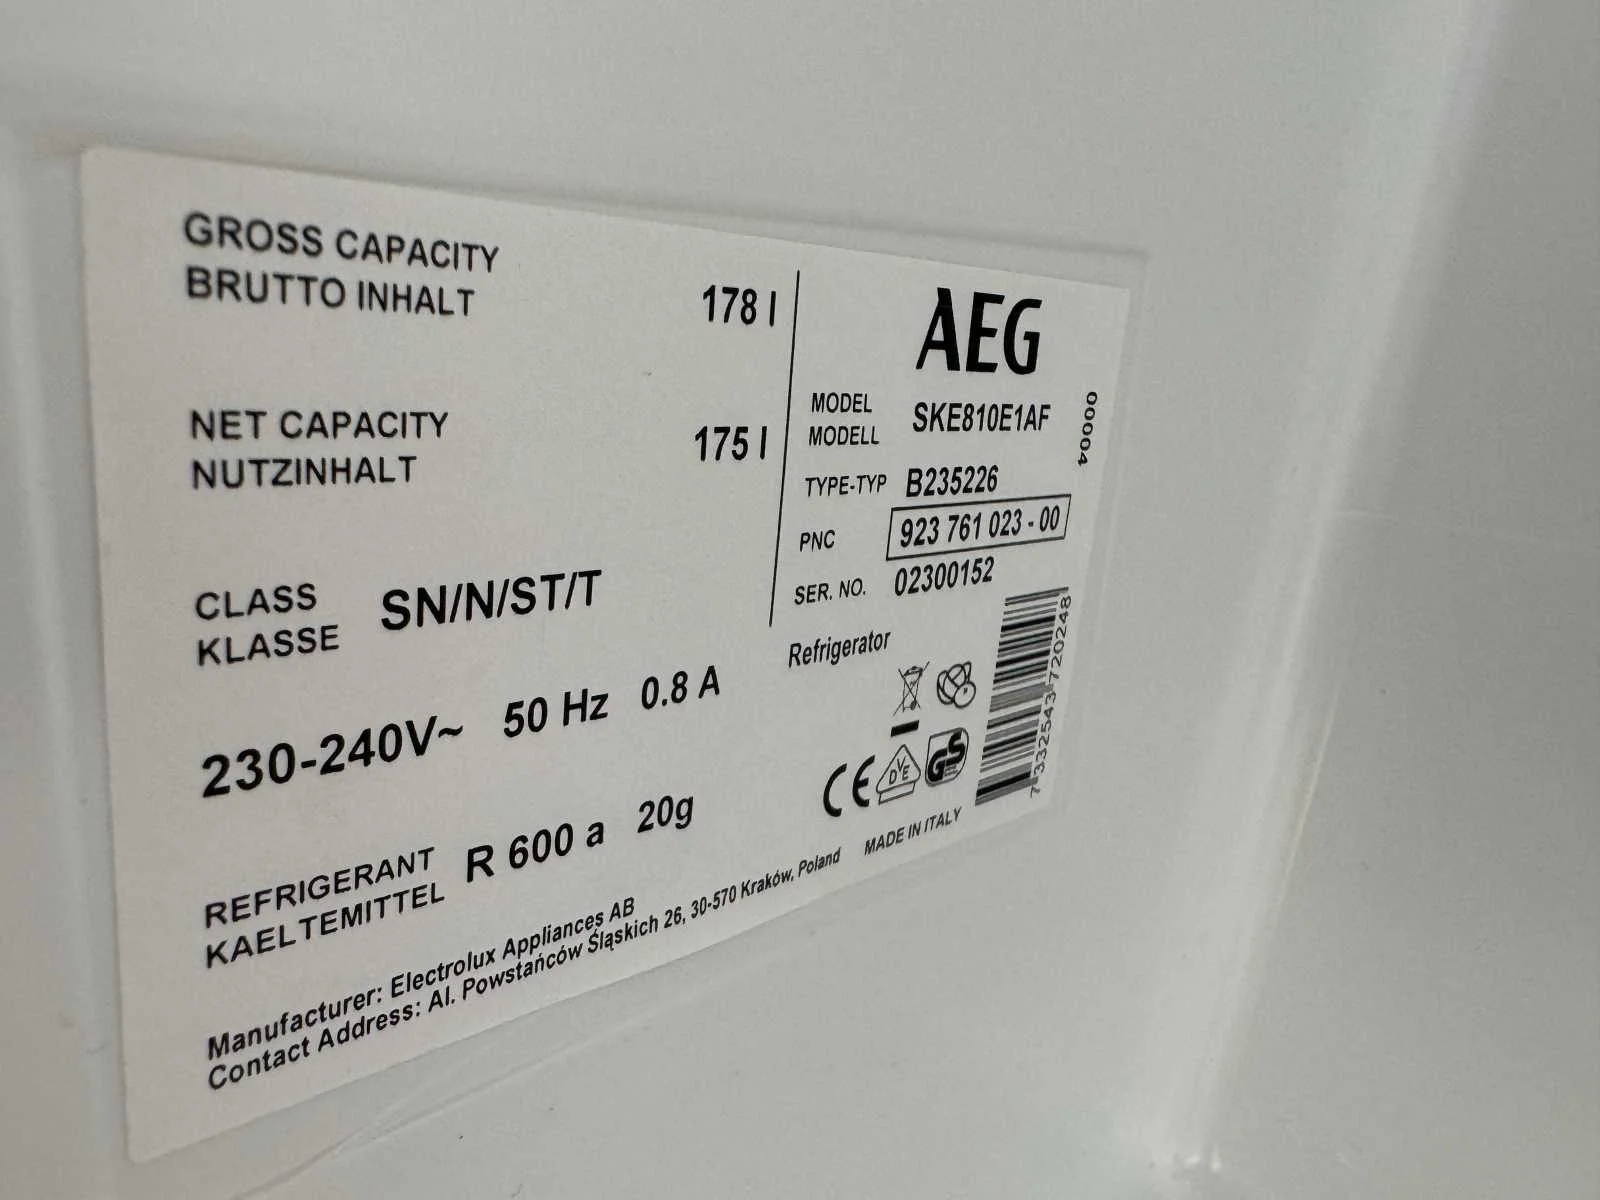 GROSS CAPACITY
BRUTTO INHALT
178 l
NET CAPACITY
NUTZINHALT
175 l
CLASS
KLASSE
SN/N/ST/T
230-240V~ 50 Hz 0.8 A
REFRIGERANT
KAELTEMITTEL
R 600 a 20g
Manufacturer: Electrolux Appliances AB
Contact Address: Al. Powstańców Śląskich 26, 30-570 Kraków, Poland
MADE IN ITALY
AEG
MODEL
MODELL
SKE810E1AF
00004
TYPE-TYP B235226
PNC 923 761 023 - 00
SER. NO. 02300152
Refrigerator
CE
DVE
GS
7 332543 720248